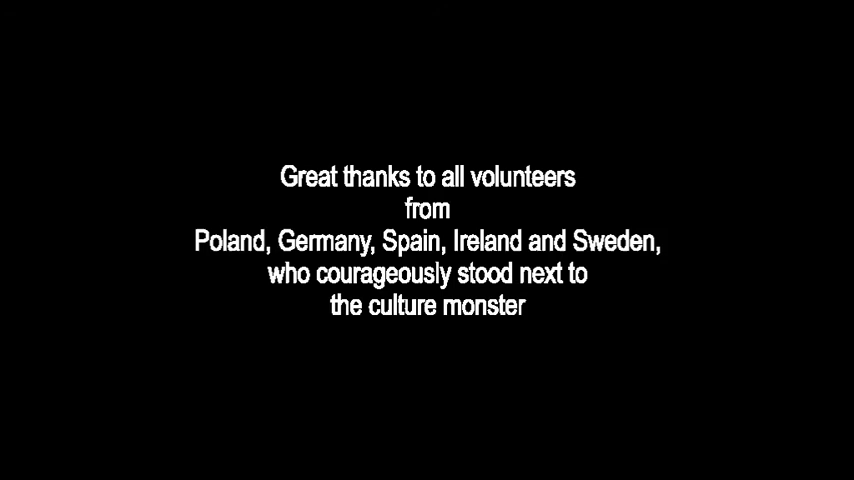 Great thanks to all volunteers
from
Poland, Germany, Spain, Ireland and Sweden,
who courageously stood next to
the culture monster